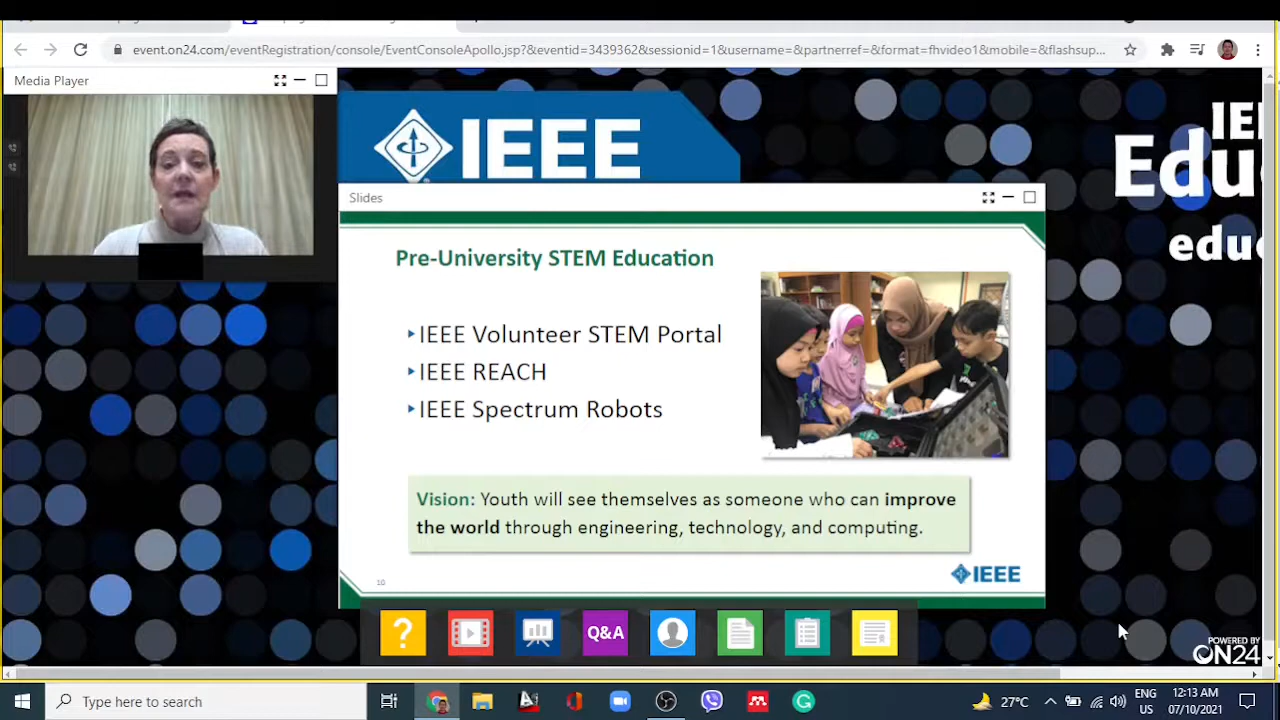 event.on24.com/eventRegistration/console/EventConsoleApollo.jsp?&eventid=3439362&sessionid=1&username=&partnerref=&format=fhvideo1&mobile=&flashsup...
Media Player
IEEE
Edu
edu
Slides
Pre-University STEM Education
IEEE Volunteer STEM Portal
IEEE REACH
IEEE Spectrum Robots
Vision: Youth will see themselves as someone who can improve
the world through engineering, technology, and computing.
10
IEEE
?
Q&A
POWERED BY
ON24
Type here to search
27°C
ENG
US
12:13 AM
07/10/2021